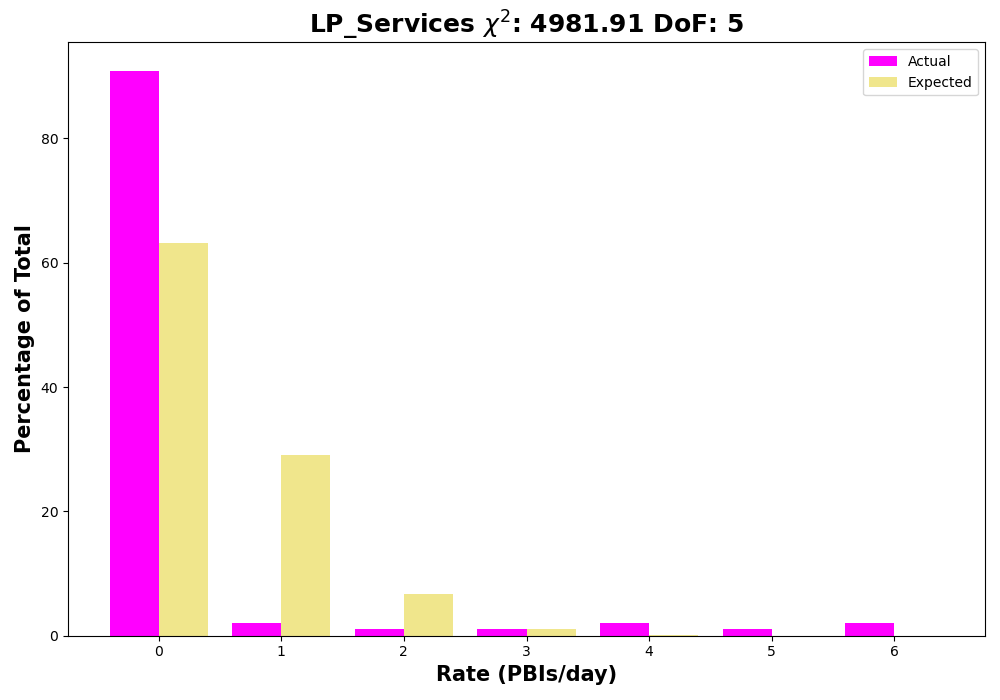 LP_Services χ²: 4981.91 DoF: 5
Actual
Expected
Percentage of Total
80
60
40
20
0
0 1 2 3 4 5 6
Rate (PBIs/day)